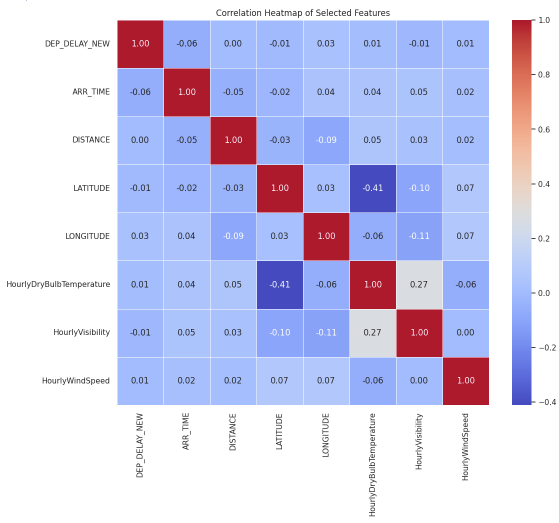 Correlation Heatmap of Selected Features
DEP_DELAY_NEW 1.00 -0.06 0.00 -0.01 0.03 0.01 -0.01 0.01
ARR_TIME -0.06 1.00 -0.05 -0.02 0.04 0.04 0.05 0.02
DISTANCE 0.00 -0.05 1.00 -0.03 -0.09 0.05 0.03 0.02
LATITUDE -0.01 -0.02 -0.03 1.00 0.03 -0.41 -0.10 0.07
LONGITUDE 0.03 0.04 -0.09 0.03 1.00 -0.06 -0.11 0.07
HourlyDryBulbTemperature 0.01 0.04 0.05 -0.41 -0.06 1.00 0.27 -0.06
HourlyVisibility -0.01 0.05 0.03 -0.10 -0.11 0.27 1.00 0.00
HourlyWindSpeed 0.01 0.02 0.02 0.07 0.07 -0.06 0.00 1.00
DEP_DELAY_NEW
ARR_TIME
DISTANCE
LATITUDE
LONGITUDE
HourlyDryBulbTemperature
HourlyVisibility
HourlyWindSpeed
1.0
0.8
0.6
0.4
0.2
0.0
−0.2
−0.4